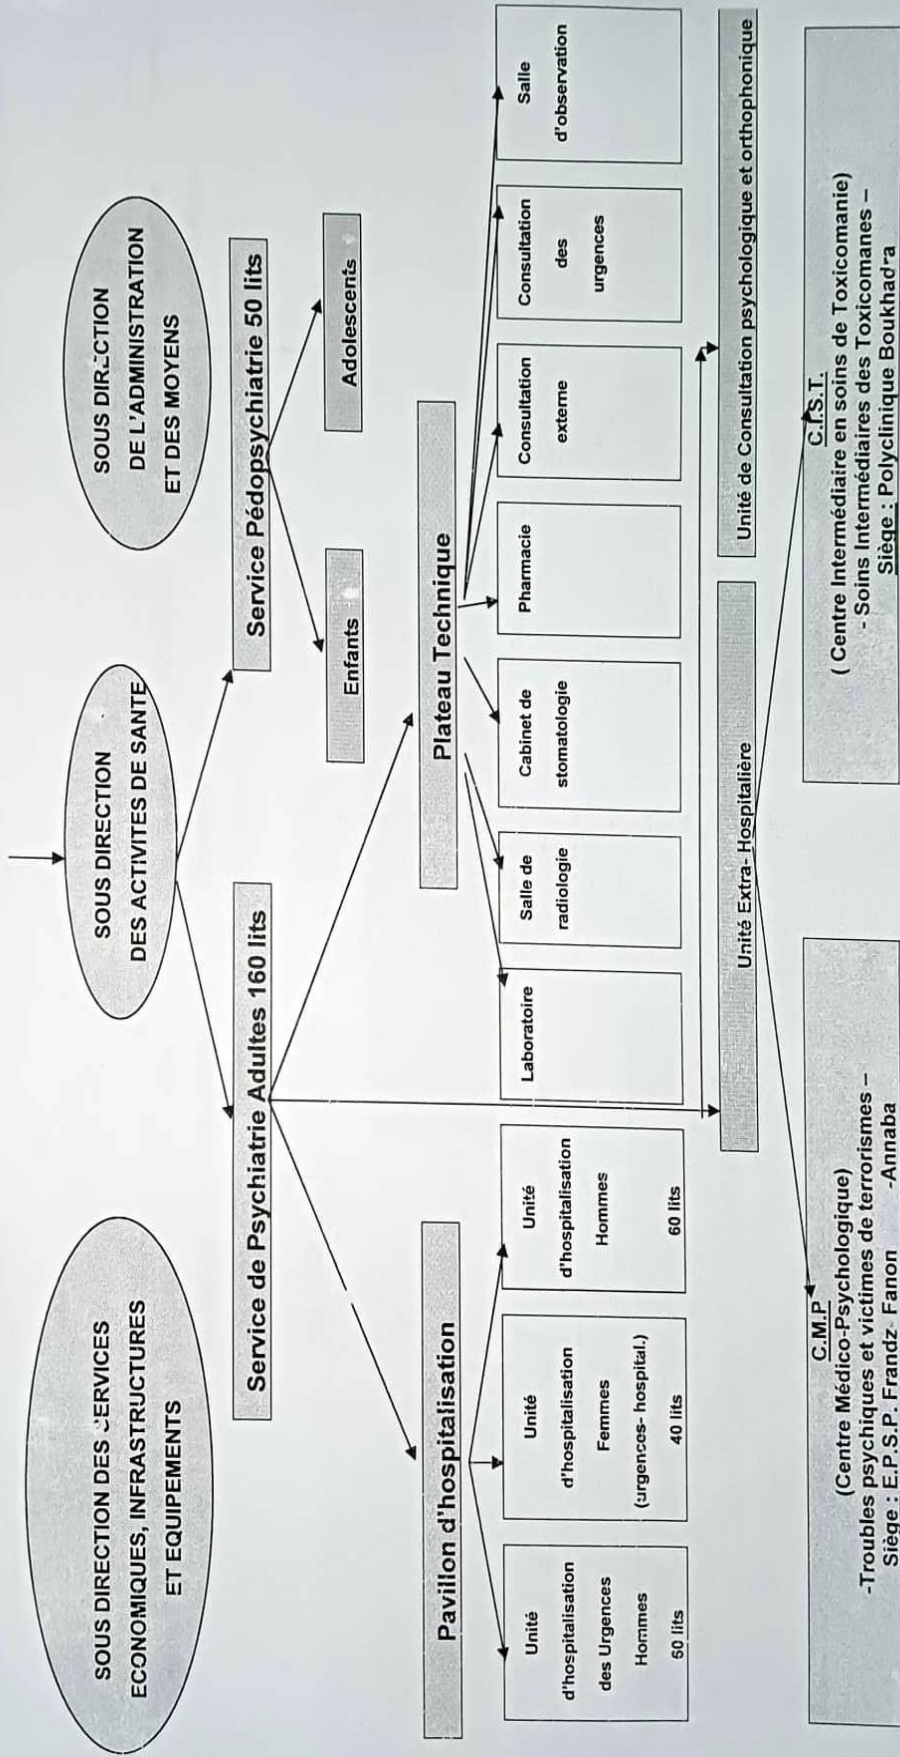 SOUS DIRECTION DES SERVICES
ECONOMIQUES, INFRASTRUCTURES
ET EQUIPEMENTS
SOUS DIRECTION
DES ACTIVITES DE SANTE
SOUS DIRECTION
DE L'ADMINISTRATION
ET DES MOYENS
Service de Psychiatrie Adultes 160 lits
Service Pédopsychiatrie 50 lits
Enfants
Adolescents
Pavillon d'hospitalisation
Plateau Technique
Unité
d'hospitalisation
des Urgences
Hommes
60 lits
Unité
d'hospitalisation
Femmes
(urgences- hospital.)
40 lits
Unité
d'hospitalisation
Hommes
60 lits
Laboratoire
Salle de
radiologie
Cabinet de
stomatologie
Pharmacie
Consultation
externe
Consultation
des
urgences
Salle
d'observation
Unité Extra- Hospitalière
Unité de Consultation psychologique et orthophonique
C.M.P
(Centre Médico-Psychologique)
-Troubles psychiques et victimes de terrorismes –
Siège : E.P.S.P. Frandz- Fanon -Annaba
C.I.S.T.
( Centre Intermédiaire en soins de Toxicomanie)
- Soins Intermédiaires des Toxicomanes –
Siège : Polyclinique Boukhadra